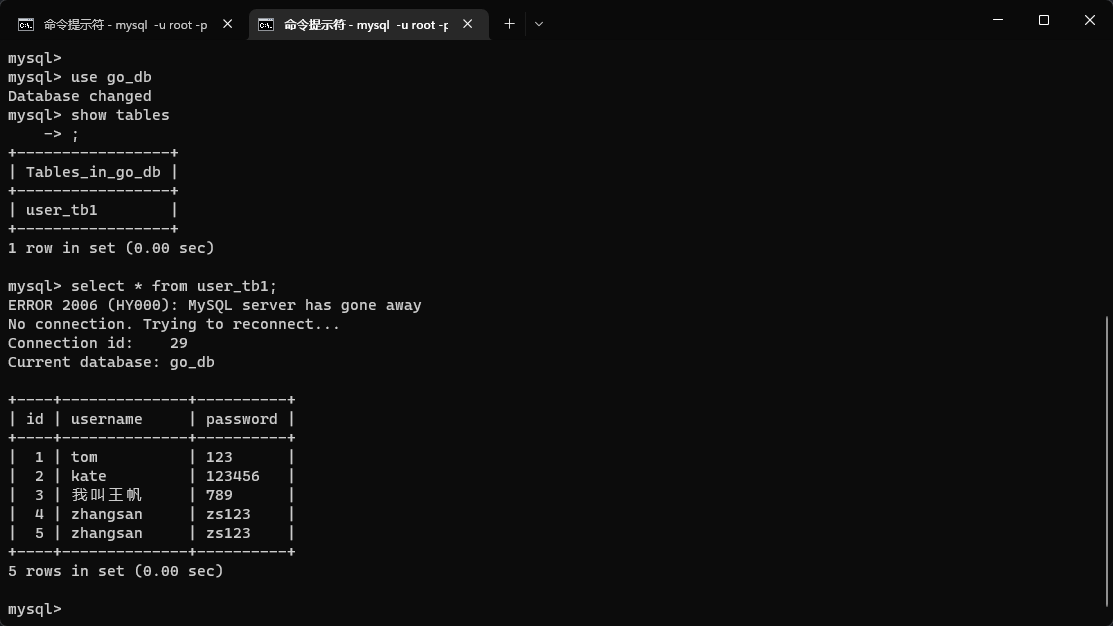 命令提示符 - mysql  -u root -p
命令提示符 - mysql  -u root -p
mysql>
mysql> use go_db
Database changed
mysql> show tables
    -> ;
+-----------------+
| Tables_in_go_db |
+-----------------+
| user_tb1        |
+-----------------+
1 row in set (0.00 sec)

mysql> select * from user_tb1;
ERROR 2006 (HY000): MySQL server has gone away
No connection. Trying to reconnect...
Connection id:    29
Current database: go_db

+----+--------------+----------+
| id | username     | password |
+----+--------------+----------+
|  1 | tom          | 123      |
|  2 | kate         | 123456   |
|  3 | 我叫王帆     | 789      |
|  4 | zhangsan     | zs123    |
|  5 | zhangsan     | zs123    |
+----+--------------+----------+
5 rows in set (0.00 sec)

mysql>